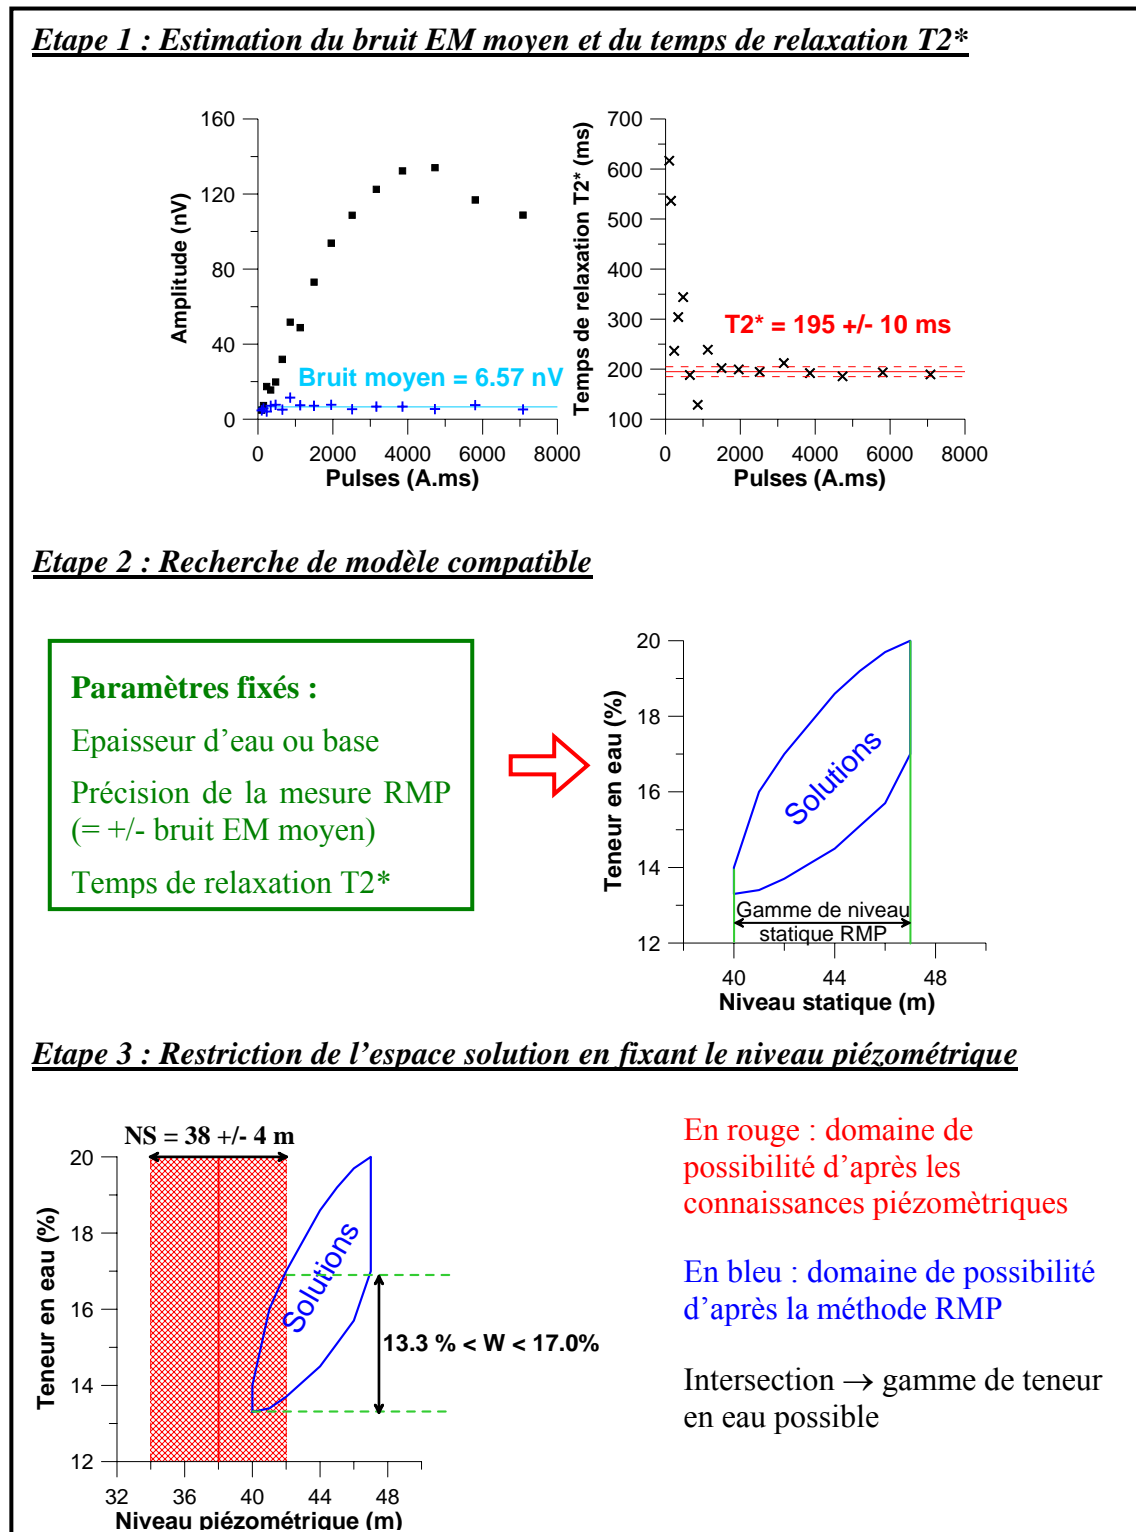 Etape 1 : Estimation du bruit EM moyen et du temps de relaxation T2*
160
120
80
40
0
Amplitude (nV)
Bruit moyen = 6.57 nV
0 2000 4000 6000 8000
Pulses (A.ms)
700
600
500
400
300
200
100
Temps de relaxation T2* (ms)
T2* = 195 +/- 10 ms
0 2000 4000 6000 8000
Pulses (A.ms)
Etape 2 : Recherche de modèle compatible
Paramètres fixés :
Epaisseur d'eau ou base
Précision de la mesure RMP
(= +/- bruit EM moyen)
Temps de relaxation T2*
20
18
16
14
12
Teneur en eau (%)
Solutions
Gamme de niveau
statique RMP
40 44 48
Niveau statique (m)
Etape 3 : Restriction de l'espace solution en fixant le niveau piézométrique
NS = 38 +/- 4 m
20
18
16
14
12
Teneur en eau (%)
Solutions
13.3 % < W < 17.0%
32 36 40 44 48
Niveau piézométrique (m)
En rouge : domaine de
possibilité d'après les
connaissances piézomètriques
En bleu : domaine de possibilité
d'après la méthode RMP
Intersection → gamme de teneur
en eau possible